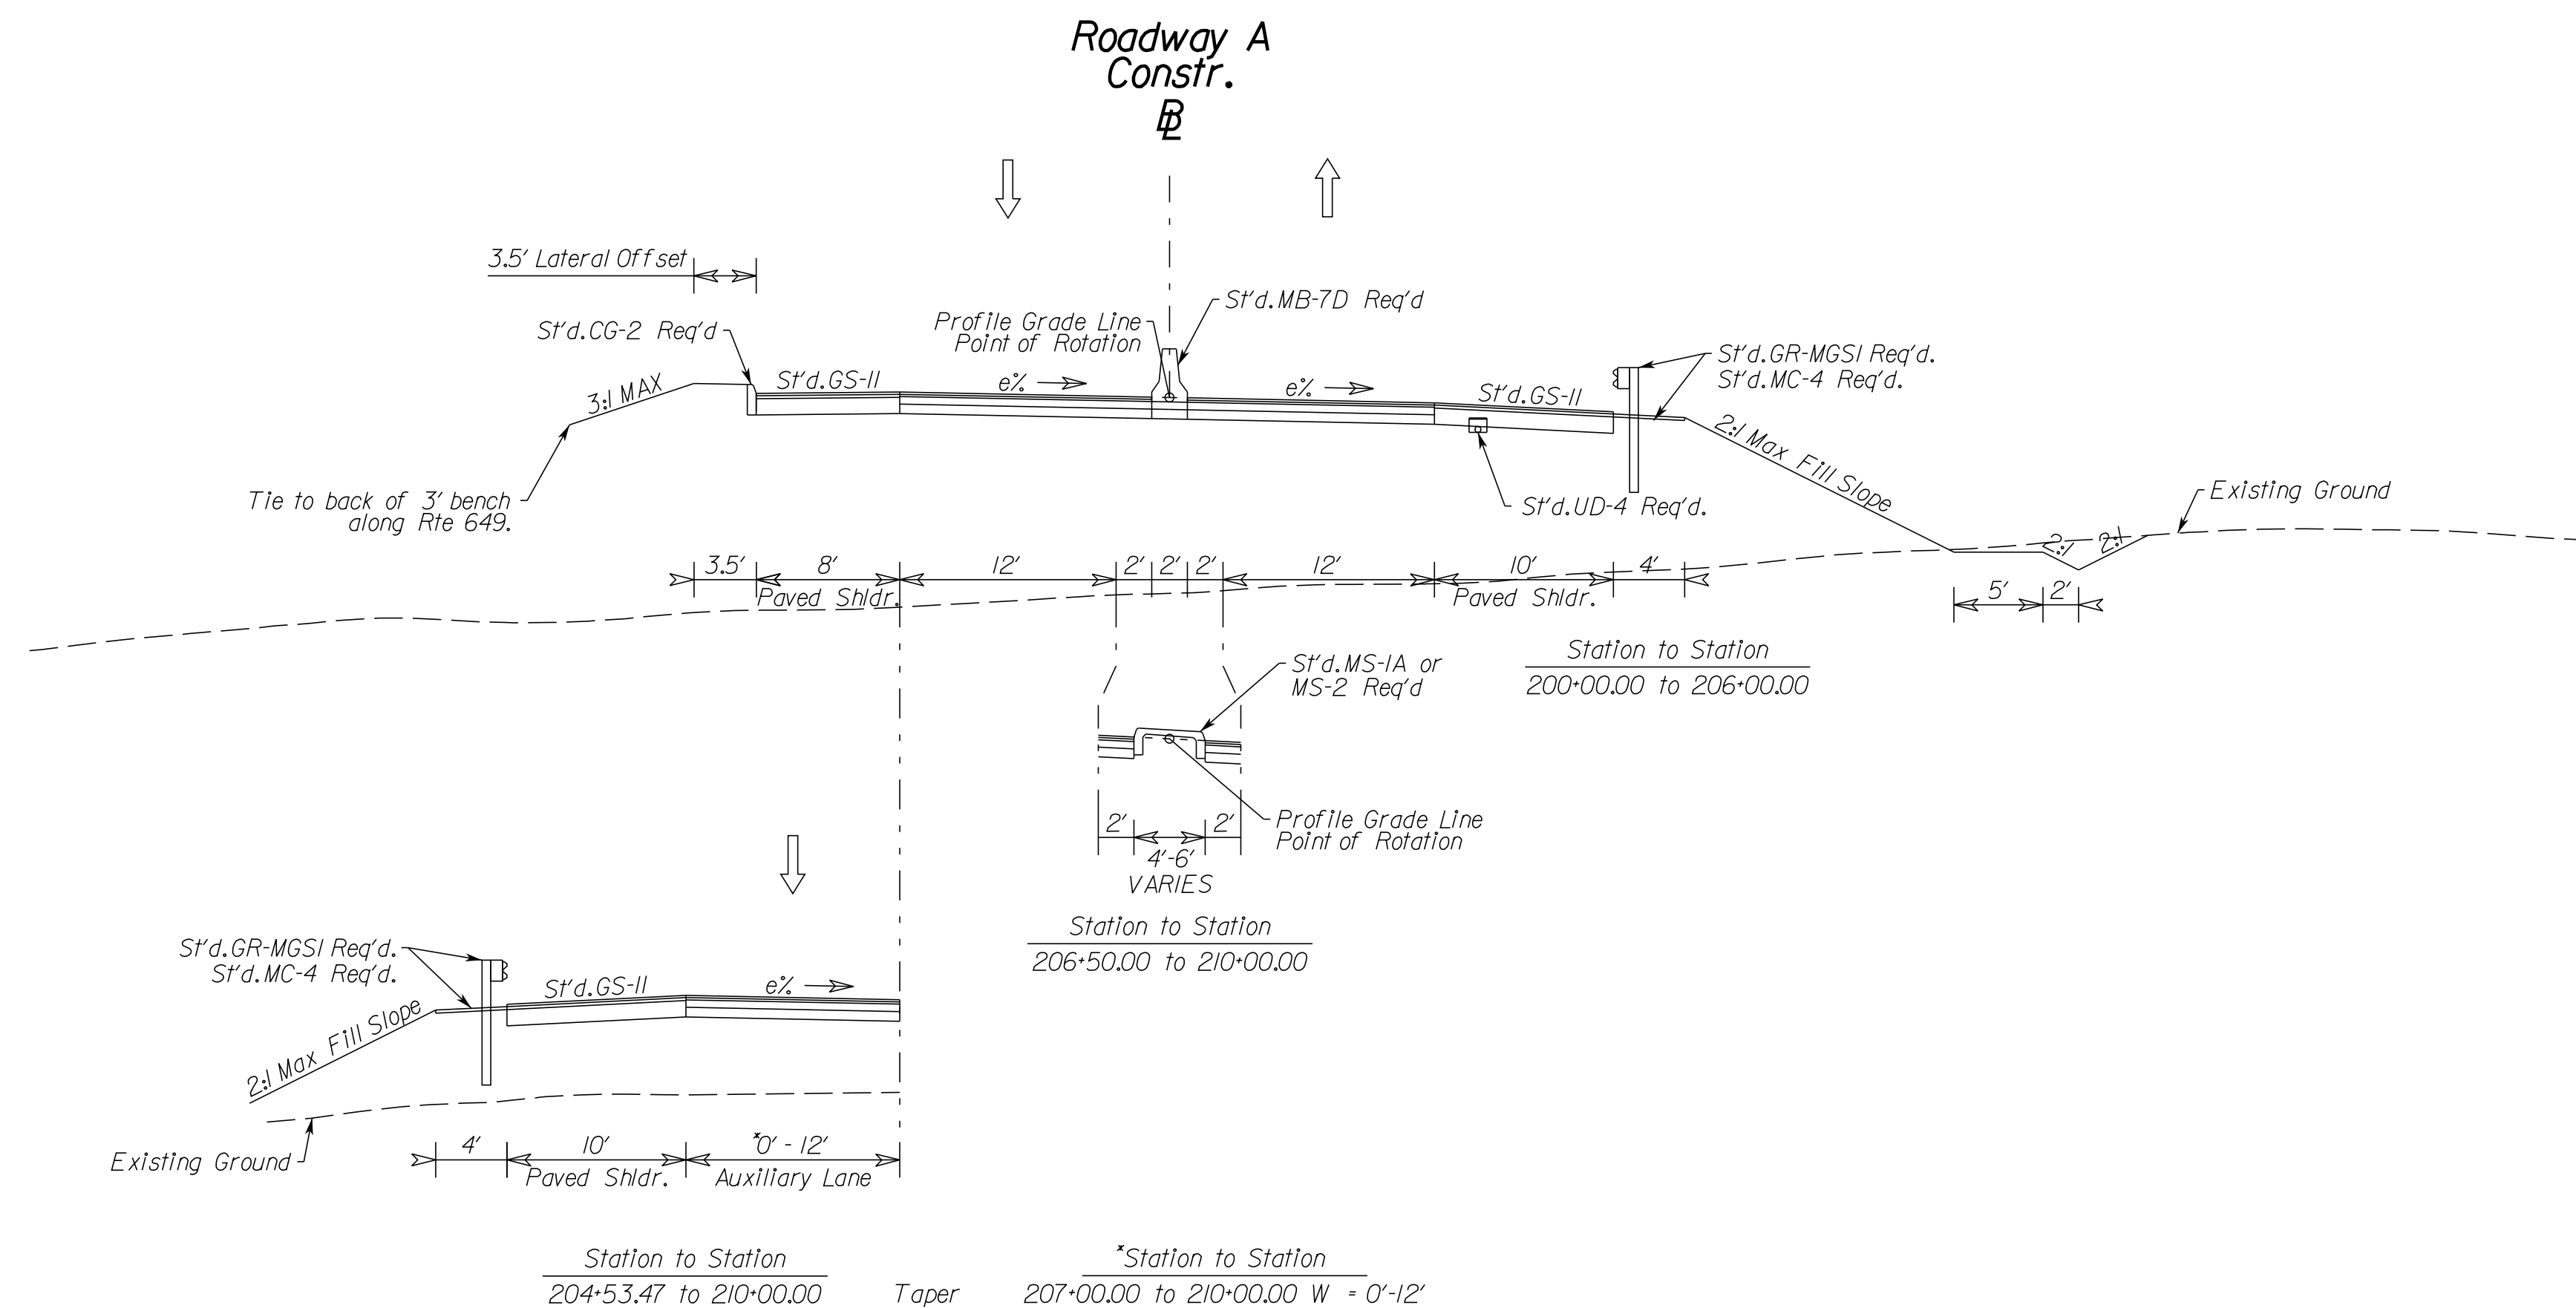 Roadway A
Constr.
BL
3.5' Lateral Offset
St'd.CG-2 Req'd
Profile Grade Line
Point of Rotation
St'd.MB-7D Req'd
St'd.GR-MGS1 Req'd.
St'd.MC-4 Req'd.
3:1 MAX
St'd.GS-11
e%
e%
St'd.GS-11
2:1 Max Fill Slope
Tie to back of 3' bench
along Rte 649.
St'd.UD-4 Req'd.
Existing Ground
2:1
2:1
3.5'
8'
12'
2'
2'
2'
12'
10'
4'
Paved Shldr.
Paved Shldr.
5'
2'
Station to Station
200+00.00 to 206+00.00
St'd.MS-1A or
MS-2 Req'd
Profile Grade Line
Point of Rotation
2'
2'
4'-6'
VARIES
Station to Station
206+50.00 to 210+00.00
St'd.GR-MGS1 Req'd.
St'd.MC-4 Req'd.
St'd.GS-11
e%
2:1 Max Fill Slope
Existing Ground
4'
10'
*0' - 12'
Paved Shldr.
Auxiliary Lane
Station to Station
204+53.47 to 210+00.00
*Station to Station
Taper 207+00.00 to 210+00.00 W = 0'-12'